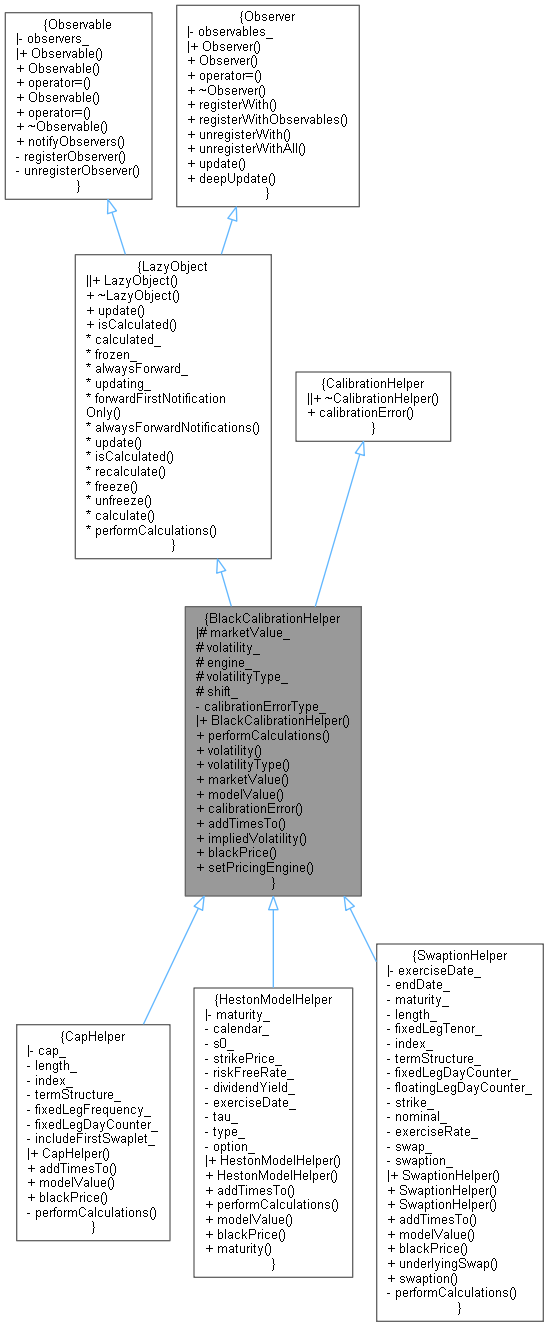 {Observable
|- observers_
|+ Observable()
+ Observable()
+ operator=()
+ Observable()
+ operator=()
+ ~Observable()
+ notifyObservers()
- registerObserver()
- unregisterObserver()
}
{Observer
|- observables_
|+ Observer()
+ Observer()
+ operator=()
+ ~Observer()
+ registerWith()
+ registerWithObservables()
+ unregisterWith()
+ unregisterWithAll()
+ update()
+ deepUpdate()
}
{LazyObject
||+ LazyObject()
+ ~LazyObject()
+ update()
+ isCalculated()
* calculated_
* frozen_
* alwaysForward_
* updating_
* forwardFirstNotification
Only()
* alwaysForwardNotifications()
* update()
* isCalculated()
* recalculate()
* freeze()
* unfreeze()
* calculate()
* performCalculations()
}
{CalibrationHelper
||+ ~CalibrationHelper()
+ calibrationError()
}
{BlackCalibrationHelper
|# marketValue_
# volatility_
# engine_
# volatilityType_
# shift_
- calibrationErrorType_
|+ BlackCalibrationHelper()
+ performCalculations()
+ volatility()
+ volatilityType()
+ marketValue()
+ modelValue()
+ calibrationError()
+ addTimesTo()
+ impliedVolatility()
+ blackPrice()
+ setPricingEngine()
}
{CapHelper
|- cap_
- length_
- index_
- termStructure_
- fixedLegFrequency_
- fixedLegDayCounter_
- includeFirstSwaplet_
|+ CapHelper()
+ addTimesTo()
+ modelValue()
+ blackPrice()
- performCalculations()
}
{HestonModelHelper
|- maturity_
- calendar_
- s0_
- strikePrice_
- riskFreeRate_
- dividendYield_
- exerciseDate_
- tau_
- type_
- option_
|+ HestonModelHelper()
+ HestonModelHelper()
+ addTimesTo()
+ performCalculations()
+ modelValue()
+ blackPrice()
+ maturity()
}
{SwaptionHelper
|- exerciseDate_
- endDate_
- maturity_
- length_
- fixedLegTenor_
- index_
- termStructure_
- fixedLegDayCounter_
- floatingLegDayCounter_
- strike_
- nominal_
- exerciseRate_
- swap_
- swaption_
|+ SwaptionHelper()
+ SwaptionHelper()
+ SwaptionHelper()
+ addTimesTo()
+ modelValue()
+ blackPrice()
+ underlyingSwap()
+ swaption()
- performCalculations()
}